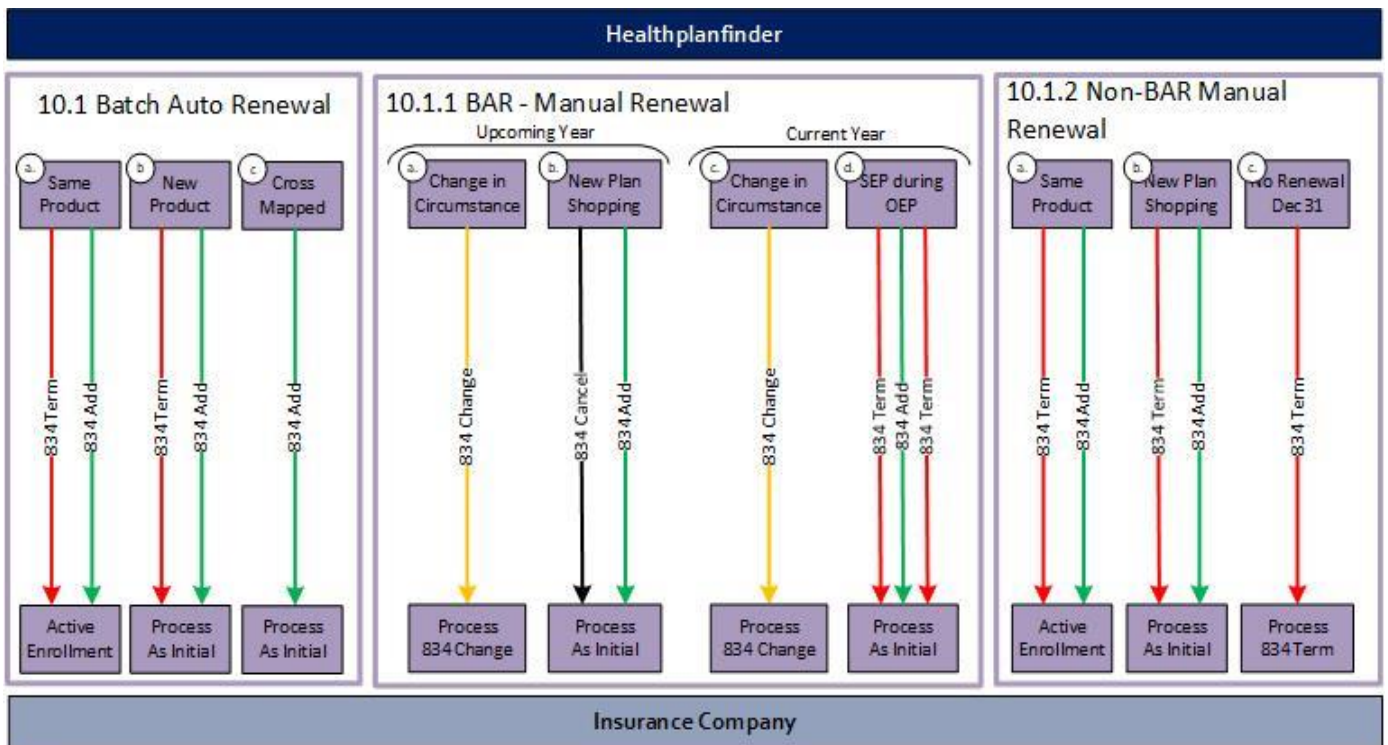 Healthplanfinder
10.1 Batch Auto Renewal
a.
Same
Product
b
New
Product
c
Cross
Mapped
834 Term
834 Add
834 Term
834 Add
834 Add
Active
Enrollment
Process
As Initial
Process
As Initial
10.1.1 BAR - Manual Renewal
Upcoming Year
Current Year
a.
Change in
Circumstance
b.
New Plan
Shopping
c.
Change in
Circumstance
d.
SEP during
OEP
834 Change
834 Cancel
834 Add
834 Change
834 Term
834 Add
834 Term
Process
834 Change
Process
As Initial
Process
834 Change
Process
As Initial
10.1.2 Non-BAR Manual
Renewal
a.
Same
Product
b.
New Plan
Shopping
c.
No Renewal
Dec 31
834 Term
834 Add
834 Term
834 Add
834 Term
Active
Enrollment
Process
As Initial
Process
834 Term
Insurance Company